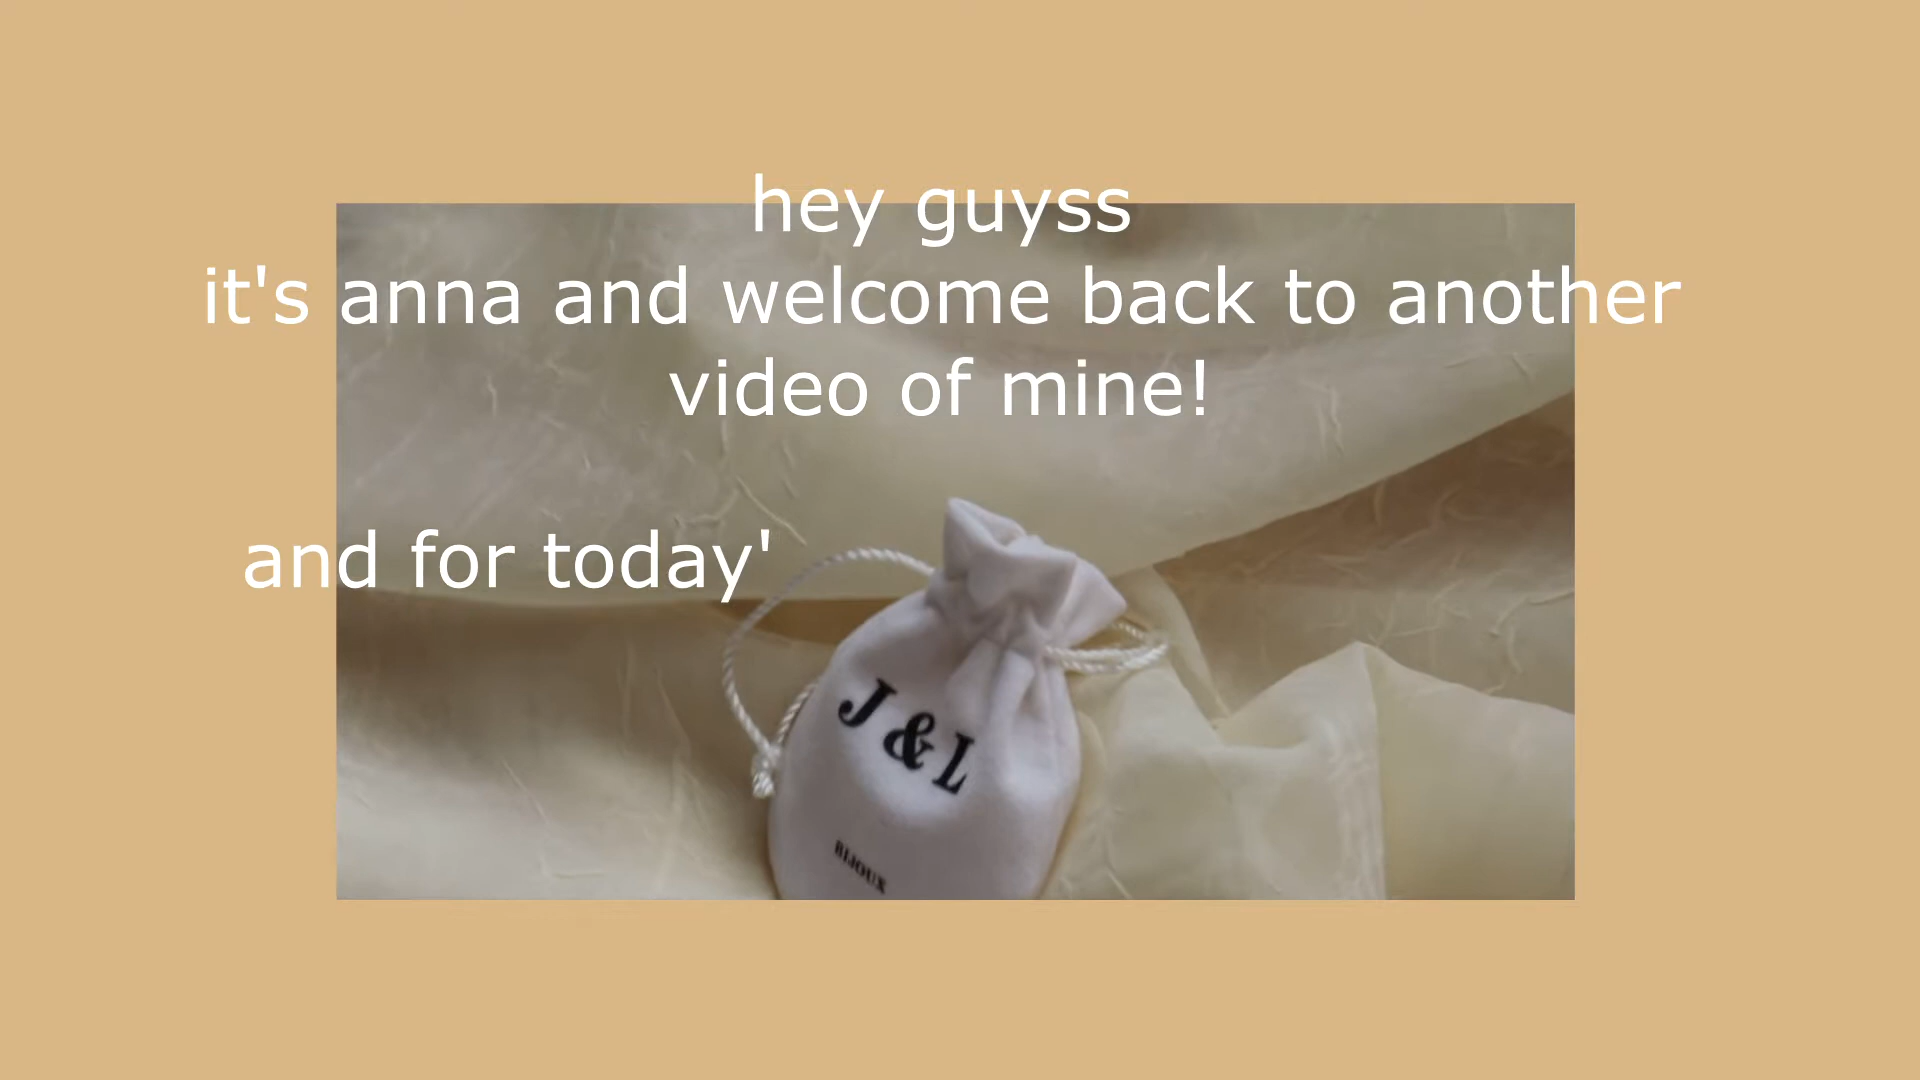 hey guyss
it's anna and welcome back to another
video of mine!
and for today'
J & L
BIJOUX